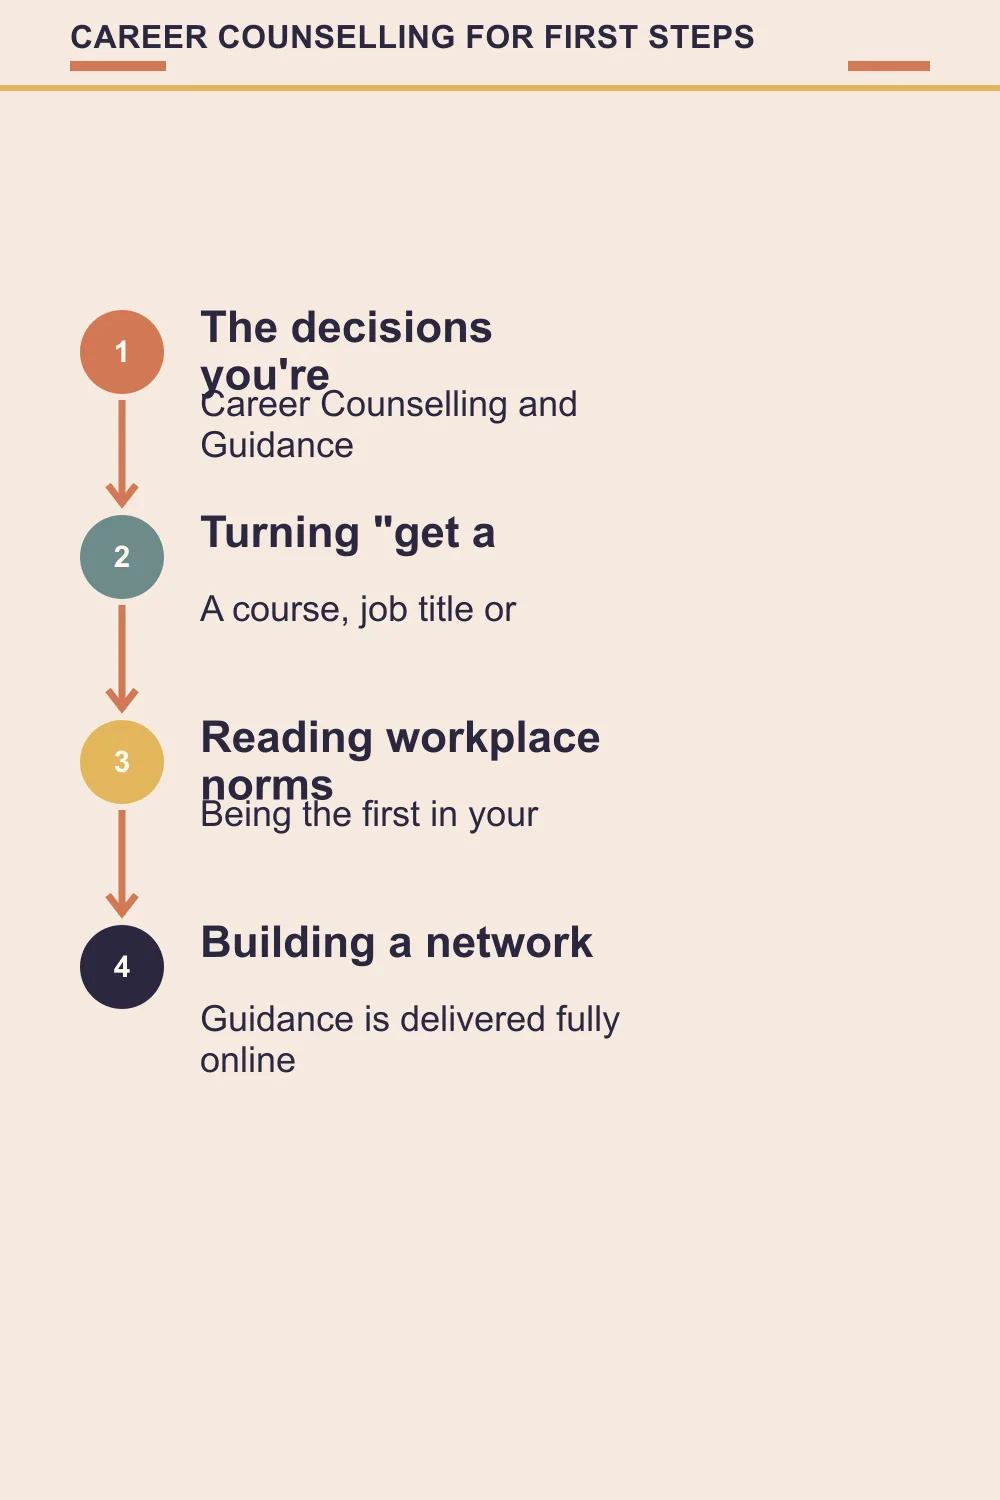 CAREER COUNSELLING FOR FIRST STEPS
1
The decisions
you're
Career Counselling and
Guidance
2
Turning "get a
A course, job title or
3
Reading workplace
norms
Being the first in your
4
Building a network
Guidance is delivered fully
online